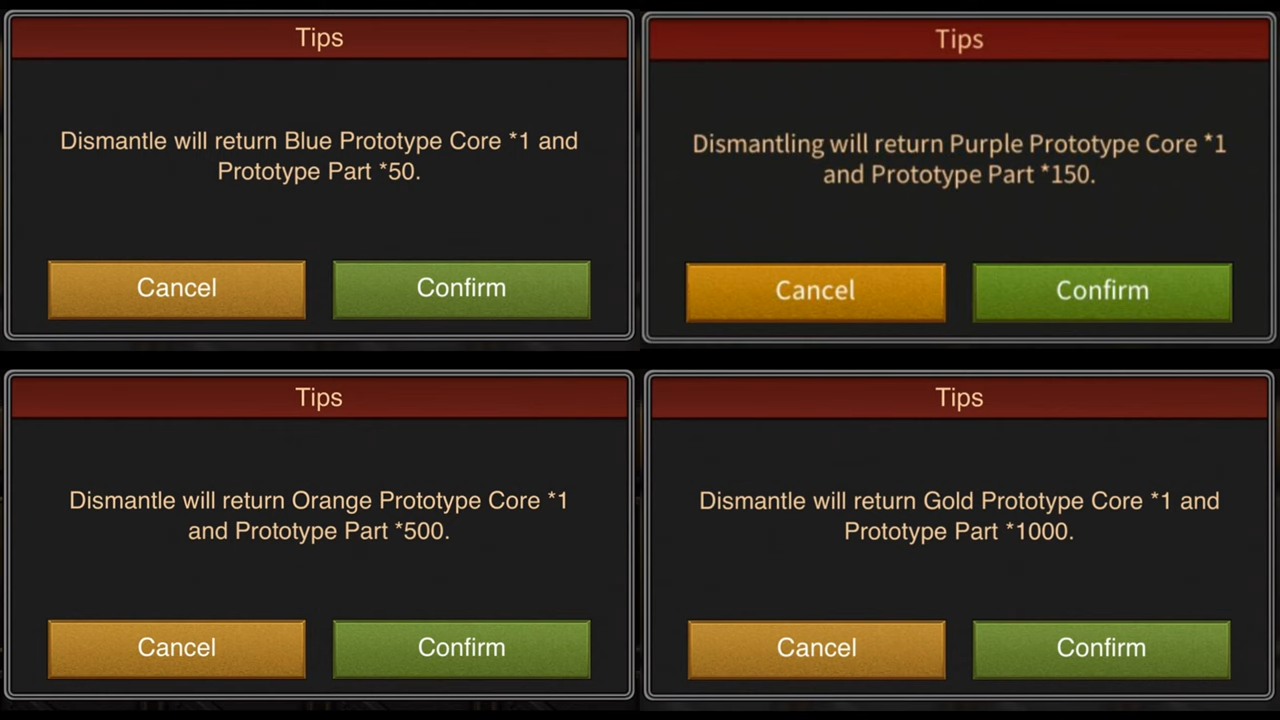 Tips
Dismantle will return Blue Prototype Core *1 and
Prototype Part *50.
Cancel
Confirm
Tips
Dismantling will return Purple Prototype Core *1
and Prototype Part *150.
Cancel
Confirm
Tips
Dismantle will return Orange Prototype Core *1
and Prototype Part *500.
Cancel
Confirm
Tips
Dismantle will return Gold Prototype Core *1 and
Prototype Part *1000.
Cancel
Confirm